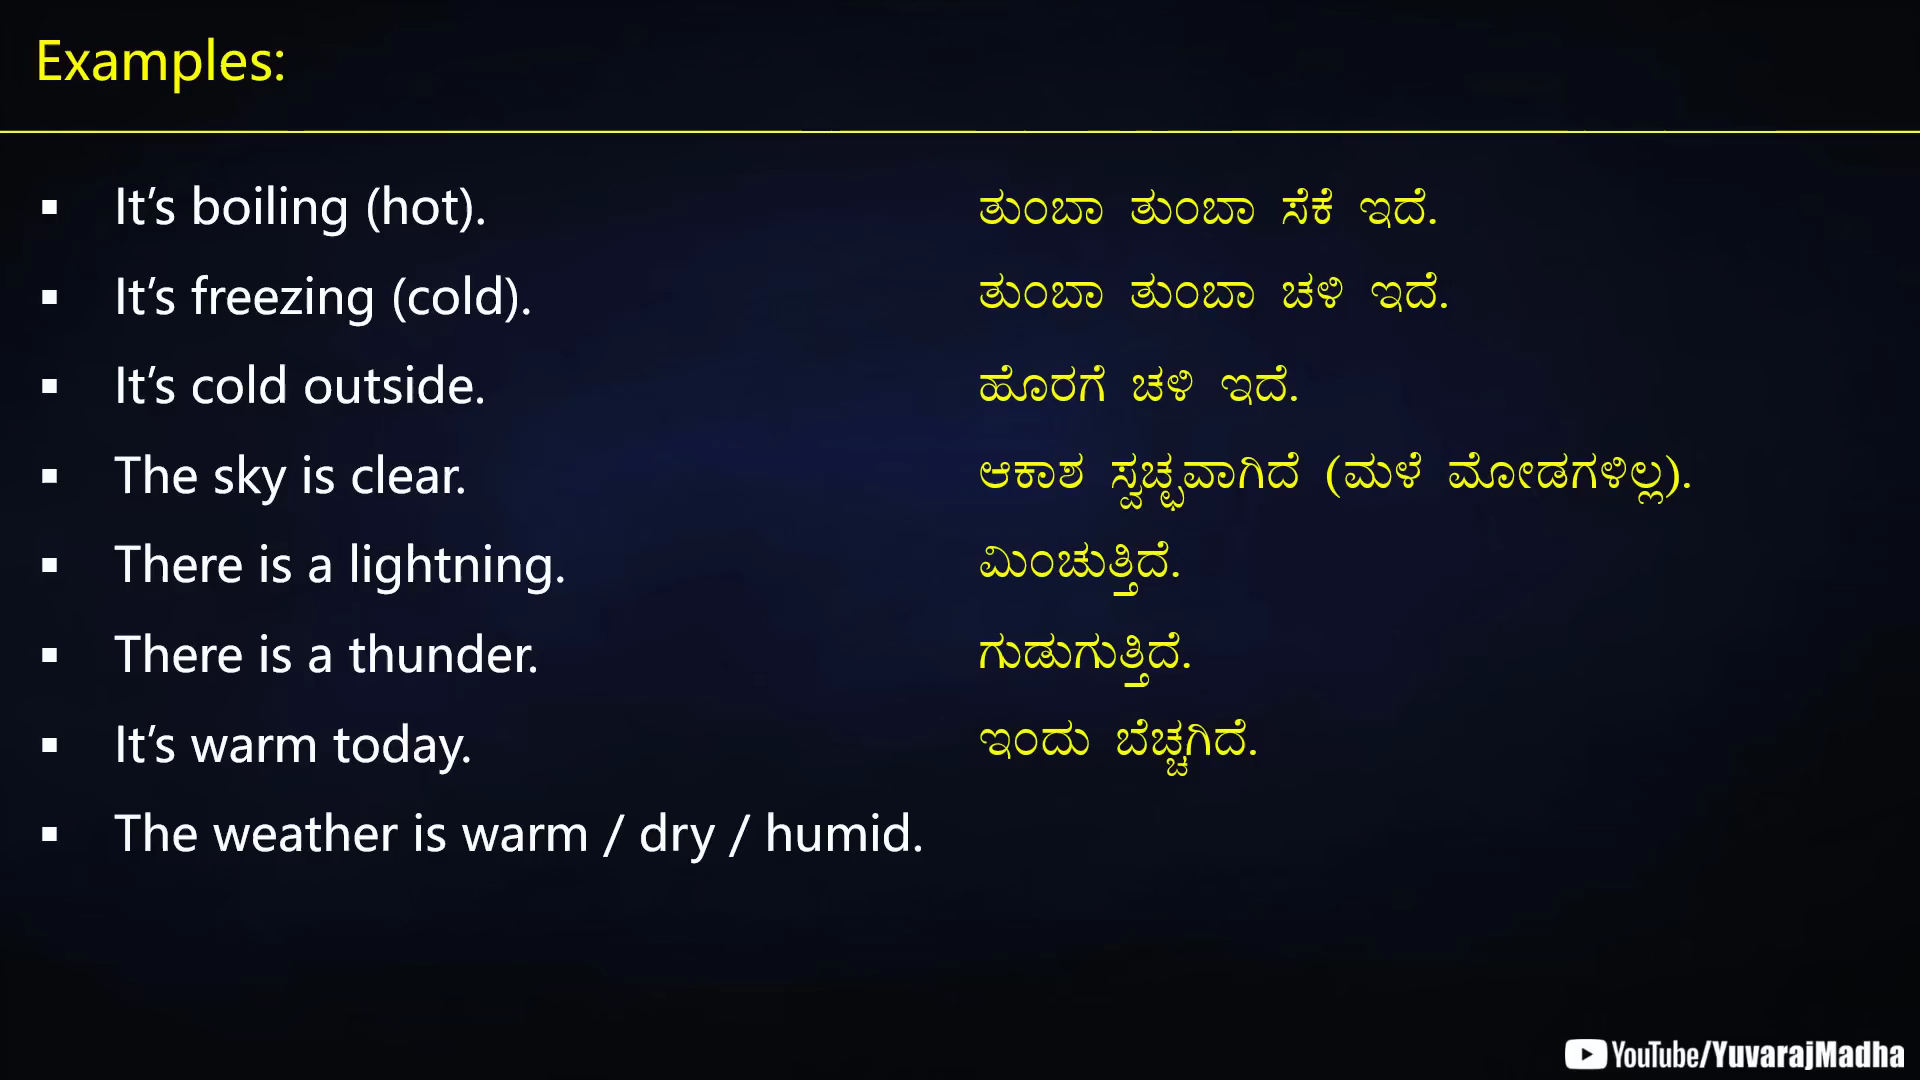 Examples:
▪ It’s boiling (hot). ತುಂಬಾ ತುಂಬಾ ಸೆಕೆ ಇದೆ.
▪ It’s freezing (cold). ತುಂಬಾ ತುಂಬಾ ಚಳಿ ಇದೆ.
▪ It’s cold outside. ಹೊರಗೆ ಚಳಿ ಇದೆ.
▪ The sky is clear. ಆಕಾಶ ಸ್ವಚ್ಛವಾಗಿದೆ (ಮಳೆ ಮೋಡಗಳಿಲ್ಲ).
▪ There is a lightning. ಮಿಂಚುತ್ತಿದೆ.
▪ There is a thunder. ಗುಡುಗುತ್ತಿದೆ.
▪ It’s warm today. ಇಂದು ಬೆಚ್ಚಗಿದೆ.
▪ The weather is warm / dry / humid.
YouTube/YuvarajMadha